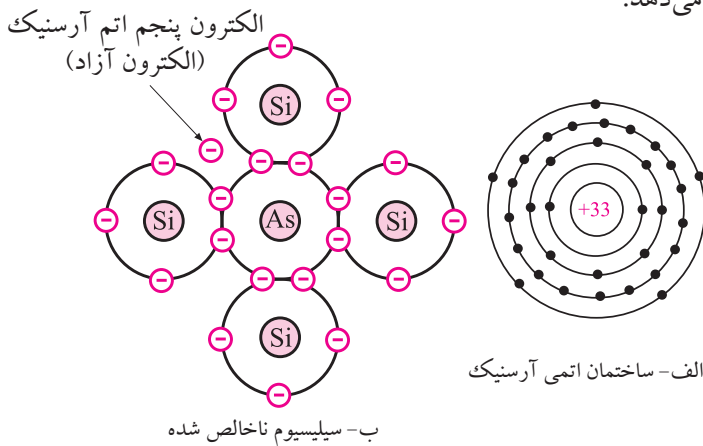 می‌دهد.
الکترون پنجم اتم آرسنیک
(الکترون آزاد)
Si
Si
As
Si
Si
+33
الف- ساختمان اتمی آرسنیک
ب- سیلیسیوم ناخالص شده